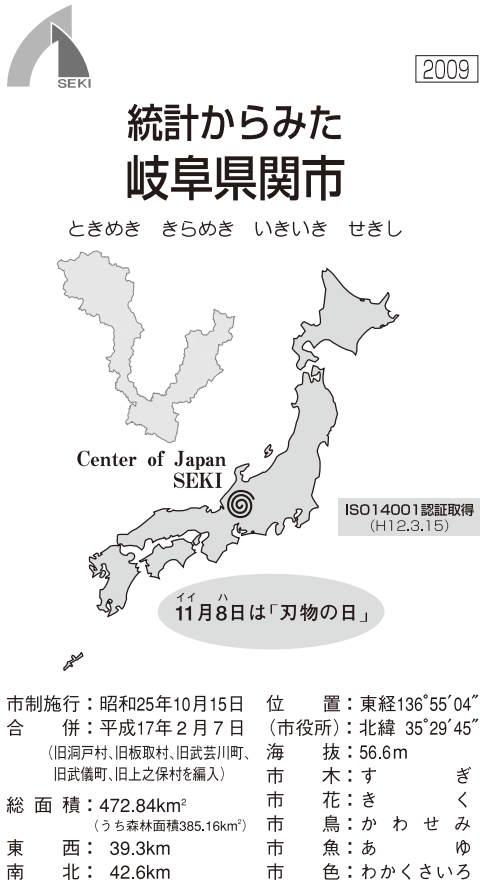 SEKI
2009
統計からみた
岐阜県関市
ときめき きらめき いきいき せきし
Center of Japan
SEKI
ISO14001認証取得
(H12.3.15)
イイ ハ
11月8日は「刃物の日」
市制施行：昭和25年10月15日
合併：平成17年2月7日
（旧洞戸村、旧板取村、旧武芸川町、
旧武儀町、旧上之保村を編入）
総面積：472.84km²
（うち森林面積385.16km²）
東西：39.3km
南北：42.6km
位置：東経136°55′04″
（市役所）：北緯 35°29′45″
海抜：56.6m
市木：すぎ
市花：きく
市鳥：かわせみ
市魚：あゆ
市色：わかくさいろ